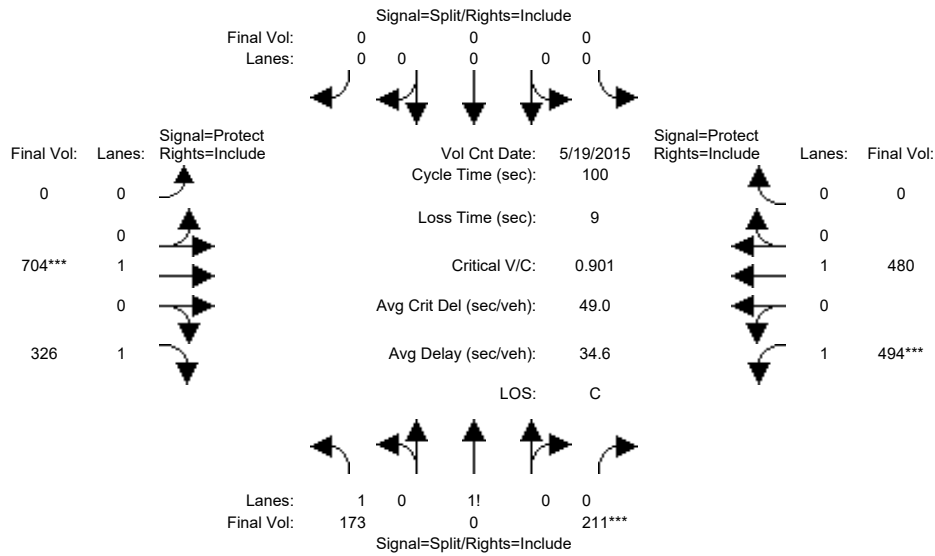 Signal=Split/Rights=Include
Final Vol: 0 0 0
Lanes: 0 0 0 0 0
Signal=Protect
Final Vol: Lanes: Rights=Include
Vol Cnt Date: 5/19/2015
Signal=Protect
Rights=Include Lanes: Final Vol:
Cycle Time (sec): 100
0 0
0 0
Loss Time (sec): 9
0
0
704*** 1
Critical V/C: 0.901
1 480
0
Avg Crit Del (sec/veh): 49.0
0
326 1
Avg Delay (sec/veh): 34.6
1 494***
LOS: C
Lanes: 1 0 1! 0 0
Final Vol: 173 0 211***
Signal=Split/Rights=Include